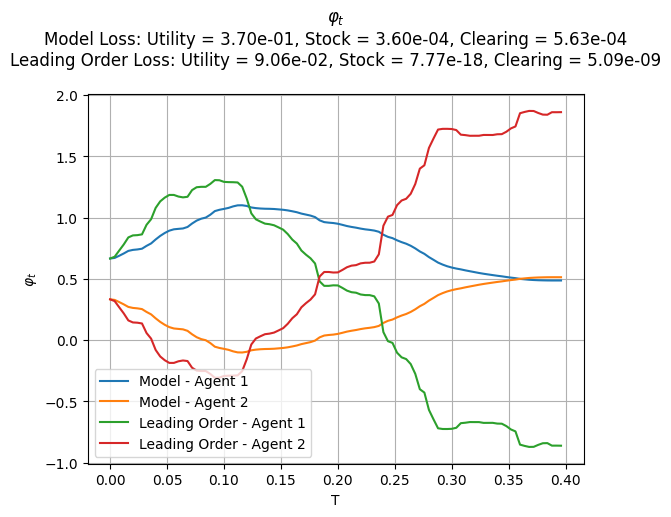 φₜ
Model Loss: Utility = 3.70e-01, Stock = 3.60e-04, Clearing = 5.63e-04
Leading Order Loss: Utility = 9.06e-02, Stock = 7.77e-18, Clearing = 5.09e-09
2.0
1.5
1.0
0.5
0.0
−0.5
−1.0
φₜ
Model - Agent 1
Model - Agent 2
Leading Order - Agent 1
Leading Order - Agent 2
0.00 0.05 0.10 0.15 0.20 0.25 0.30 0.35 0.40
T